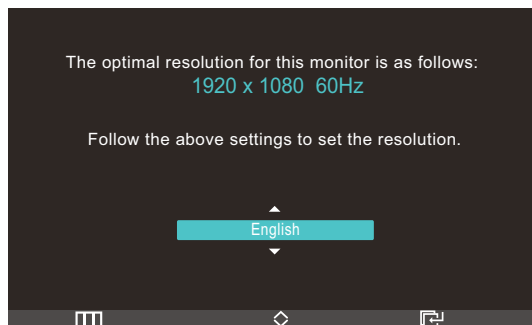 The optimal resolution for this monitor is as follows:
1920 x 1080 60Hz
Follow the above settings to set the resolution.
English